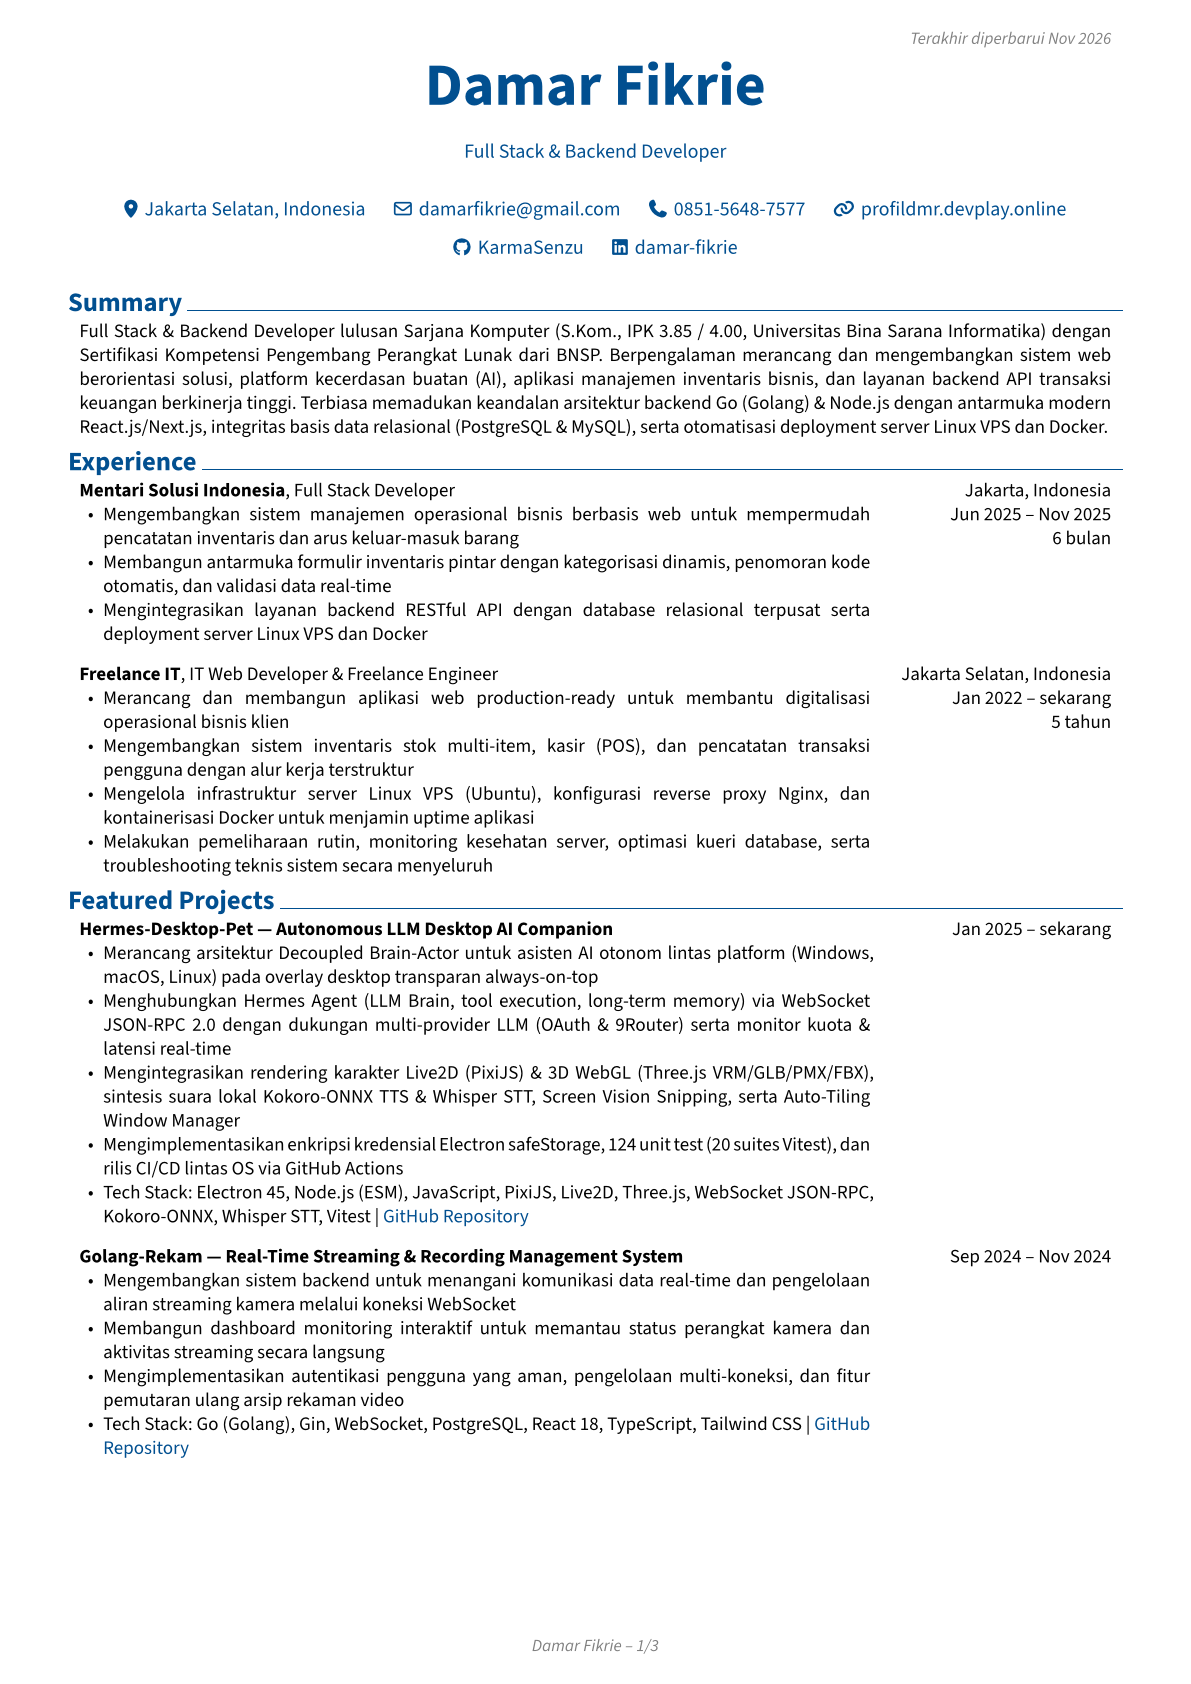 Terakhir diperbarui Nov 2026
Damar Fikrie
Full Stack & Backend Developer
Jakarta Selatan, Indonesia damarfikrie@gmail.com 0851-5648-7577 profildmr.devplay.online
KarmaSenzu damar-fikrie
Summary
Full Stack & Backend Developer lulusan Sarjana Komputer (S.Kom., IPK 3.85 / 4.00, Universitas Bina Sarana Informatika) dengan
Sertifikasi Kompetensi Pengembang Perangkat Lunak dari BNSP. Berpengalaman merancang dan mengembangkan sistem web
berorientasi solusi, platform kecerdasan buatan (AI), aplikasi manajemen inventaris bisnis, dan layanan backend API transaksi
keuangan berkinerja tinggi. Terbiasa memadukan keandalan arsitektur backend Go (Golang) & Node.js dengan antarmuka modern
React.js/Next.js, integritas basis data relasional (PostgreSQL & MySQL), serta otomatisasi deployment server Linux VPS dan Docker.
Experience
Mentari Solusi Indonesia, Full Stack Developer Jakarta, Indonesia
• Mengembangkan sistem manajemen operasional bisnis berbasis web untuk mempermudah Jun 2025 – Nov 2025
pencatatan inventaris dan arus keluar-masuk barang 6 bulan
• Membangun antarmuka formulir inventaris pintar dengan kategorisasi dinamis, penomoran kode
otomatis, dan validasi data real-time
• Mengintegrasikan layanan backend RESTful API dengan database relasional terpusat serta
deployment server Linux VPS dan Docker
Freelance IT, IT Web Developer & Freelance Engineer Jakarta Selatan, Indonesia
• Merancang dan membangun aplikasi web production-ready untuk membantu digitalisasi Jan 2022 – sekarang
operasional bisnis klien 5 tahun
• Mengembangkan sistem inventaris stok multi-item, kasir (POS), dan pencatatan transaksi
pengguna dengan alur kerja terstruktur
• Mengelola infrastruktur server Linux VPS (Ubuntu), konfigurasi reverse proxy Nginx, dan
kontainerisasi Docker untuk menjamin uptime aplikasi
• Melakukan pemeliharaan rutin, monitoring kesehatan server, optimasi kueri database, serta
troubleshooting teknis sistem secara menyeluruh
Featured Projects
Hermes-Desktop-Pet — Autonomous LLM Desktop AI Companion Jan 2025 – sekarang
• Merancang arsitektur Decoupled Brain-Actor untuk asisten AI otonom lintas platform (Windows,
macOS, Linux) pada overlay desktop transparan always-on-top
• Menghubungkan Hermes Agent (LLM Brain, tool execution, long-term memory) via WebSocket
JSON-RPC 2.0 dengan dukungan multi-provider LLM (OAuth & 9Router) serta monitor kuota &
latensi real-time
• Mengintegrasikan rendering karakter Live2D (PixiJS) & 3D WebGL (Three.js VRM/GLB/PMX/FBX),
sintesis suara lokal Kokoro-ONNX TTS & Whisper STT, Screen Vision Snipping, serta Auto-Tiling
Window Manager
• Mengimplementasikan enkripsi kredensial Electron safeStorage, 124 unit test (20 suites Vitest), dan
rilis CI/CD lintas OS via GitHub Actions
• Tech Stack: Electron 45, Node.js (ESM), JavaScript, PixiJS, Live2D, Three.js, WebSocket JSON-RPC,
Kokoro-ONNX, Whisper STT, Vitest | GitHub Repository
Golang-Rekam — Real-Time Streaming & Recording Management System Sep 2024 – Nov 2024
• Mengembangkan sistem backend untuk menangani komunikasi data real-time dan pengelolaan
aliran streaming kamera melalui koneksi WebSocket
• Membangun dashboard monitoring interaktif untuk memantau status perangkat kamera dan
aktivitas streaming secara langsung
• Mengimplementasikan autentikasi pengguna yang aman, pengelolaan multi-koneksi, dan fitur
pemutaran ulang arsip rekaman video
• Tech Stack: Go (Golang), Gin, WebSocket, PostgreSQL, React 18, TypeScript, Tailwind CSS | GitHub
Repository
Damar Fikrie – 1/3